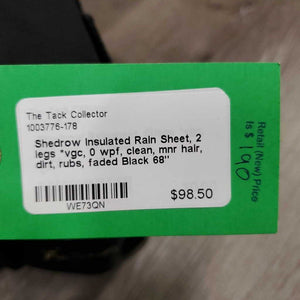 The Tack Collector
1003776-178
Shedrow Insulated Rain Sheet, 2
legs *vgc, 0 wpf, clean, mnr hair,
dirt, rubs, faded Black 68"
$98.50
WE73QN
Retail (New) Price
is $ 190